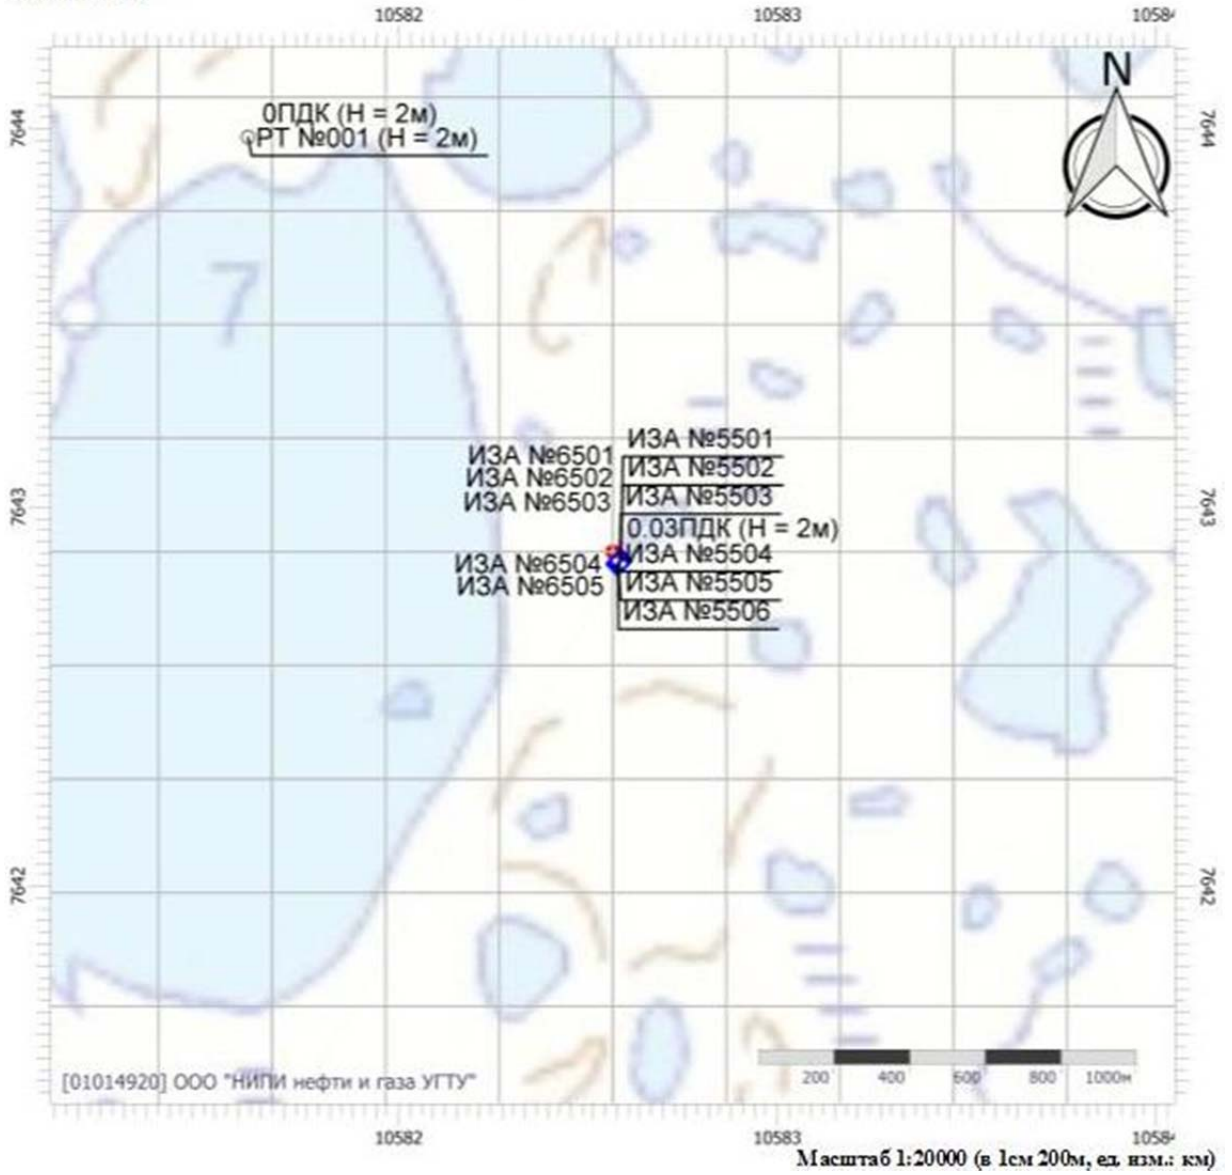 10582 10583 1058
0ПДК (H = 2м)
РТ №001 (H = 2м)
N
7644
7644
7
ИЗА №5501
ИЗА №6501
ИЗА №5502
ИЗА №6502
ИЗА №5503
ИЗА №6503
7643
7643
0.03ПДК (H = 2м)
ИЗА №5504
ИЗА №6504
ИЗА №5505
ИЗА №6505
ИЗА №5506
7642
7642
[01014920] ООО "НИПИ нефти и газа УГТУ"
200 400 600 800 1000м
10582 10583 1058
Масштаб 1:20000 (в 1см 200м, ед. изм.: км)